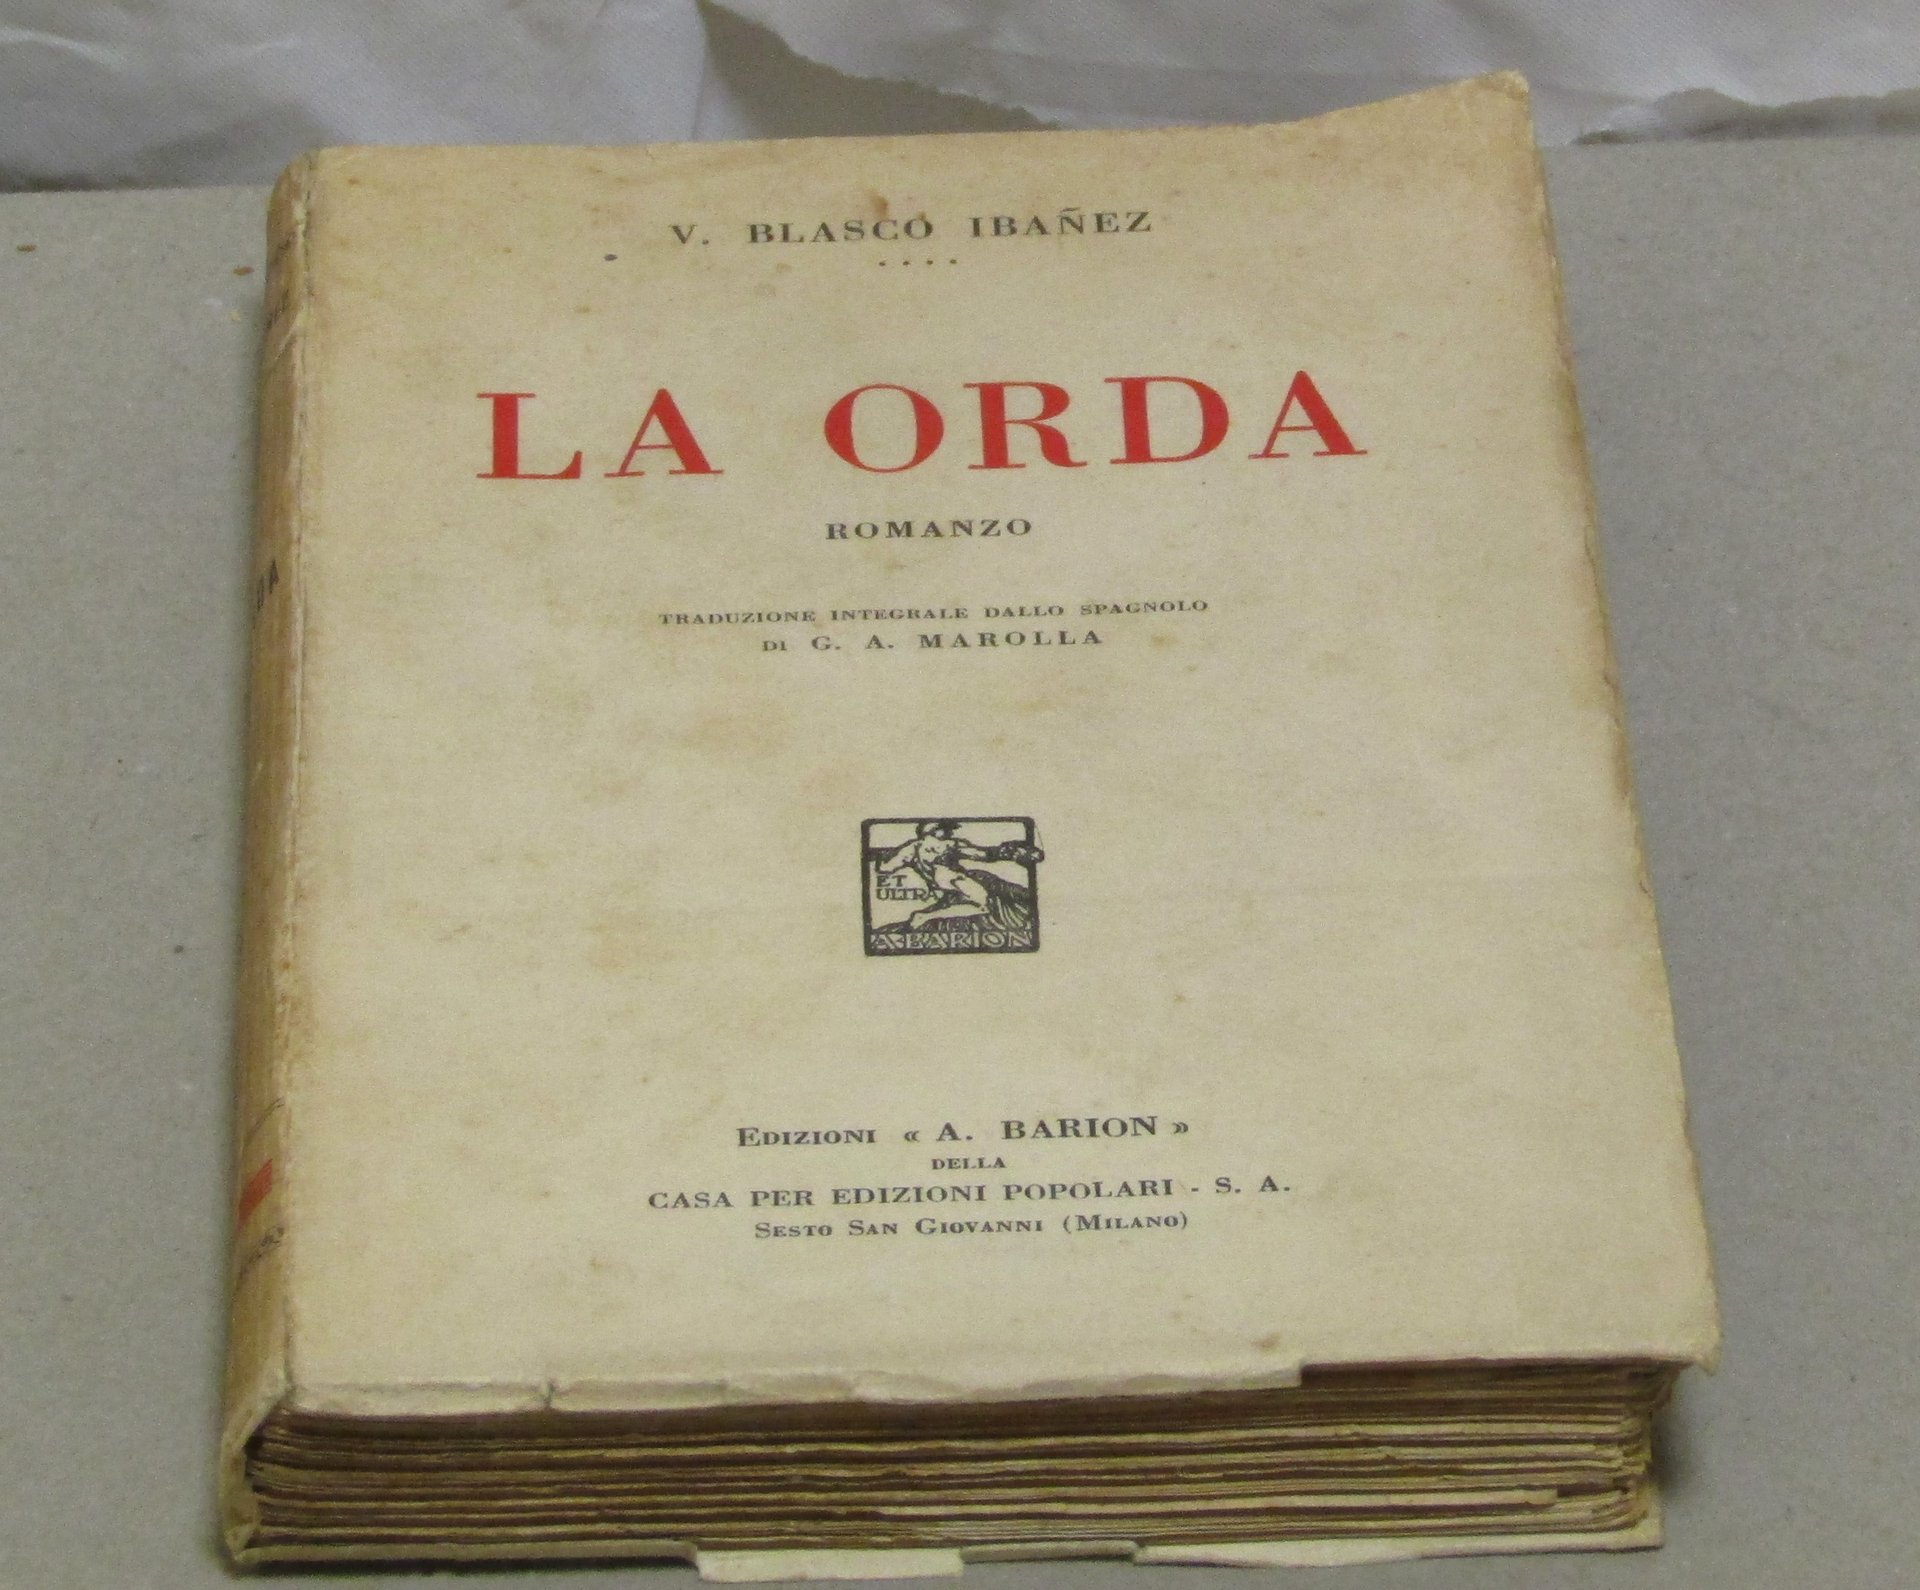 V. BLASCO IBAÑEZ
LA ORDA
ROMANZO
TRADUZIONE INTEGRALE DALLO SPAGNOLO
DI G. A. MAROLLA
ET
ULTRA
A. BARION
EDIZIONI « A. BARION »
DELLA
CASA PER EDIZIONI POPOLARI - S. A.
SESTO SAN GIOVANNI (MILANO)